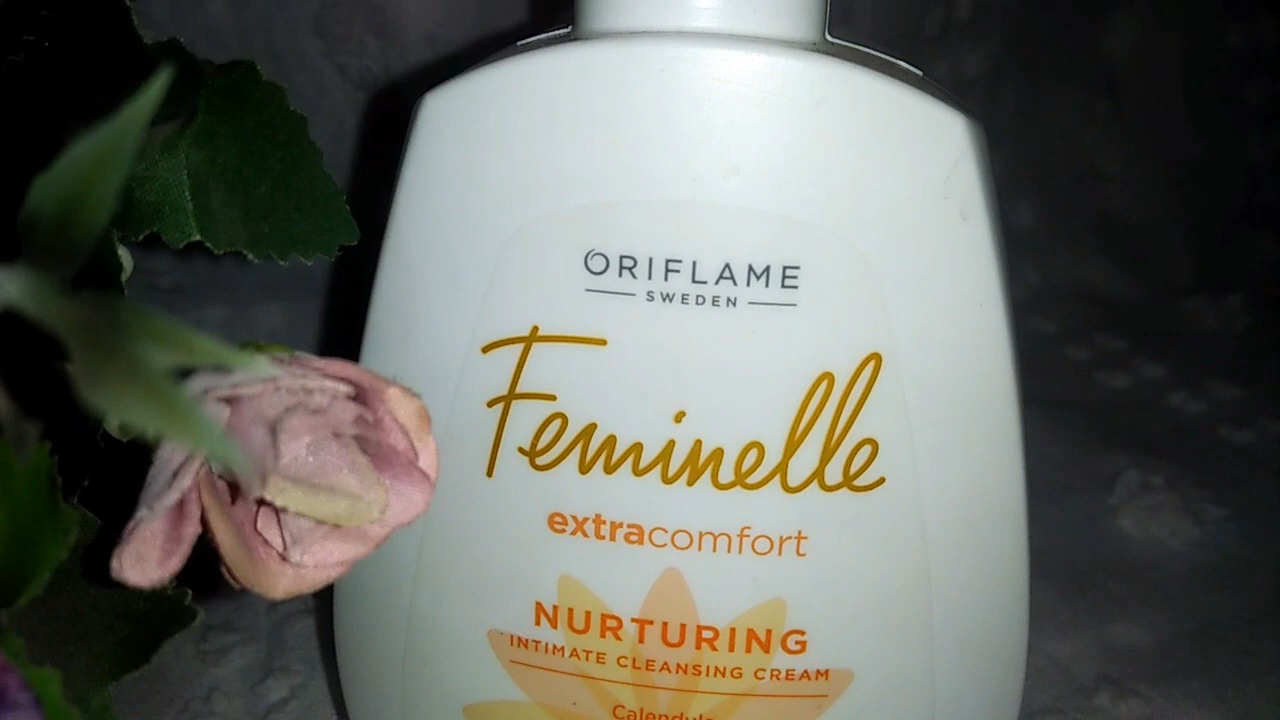 ORIFLAME
SWEDEN
Feminelle
extracomfort
NURTURING
INTIMATE CLEANSING CREAM